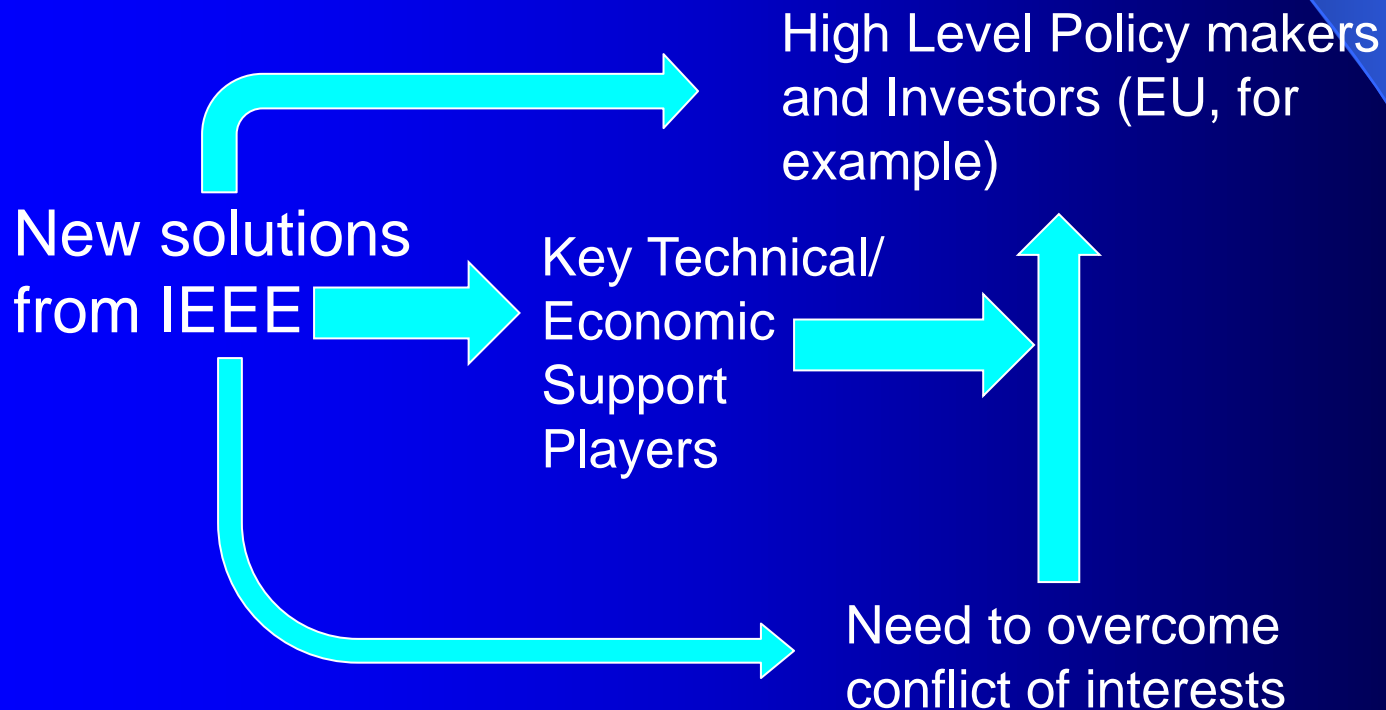 High Level Policy makers
and Investors (EU, for
example)
New solutions
from IEEE
Key Technical/
Economic
Support
Players
Need to overcome
conflict of interests